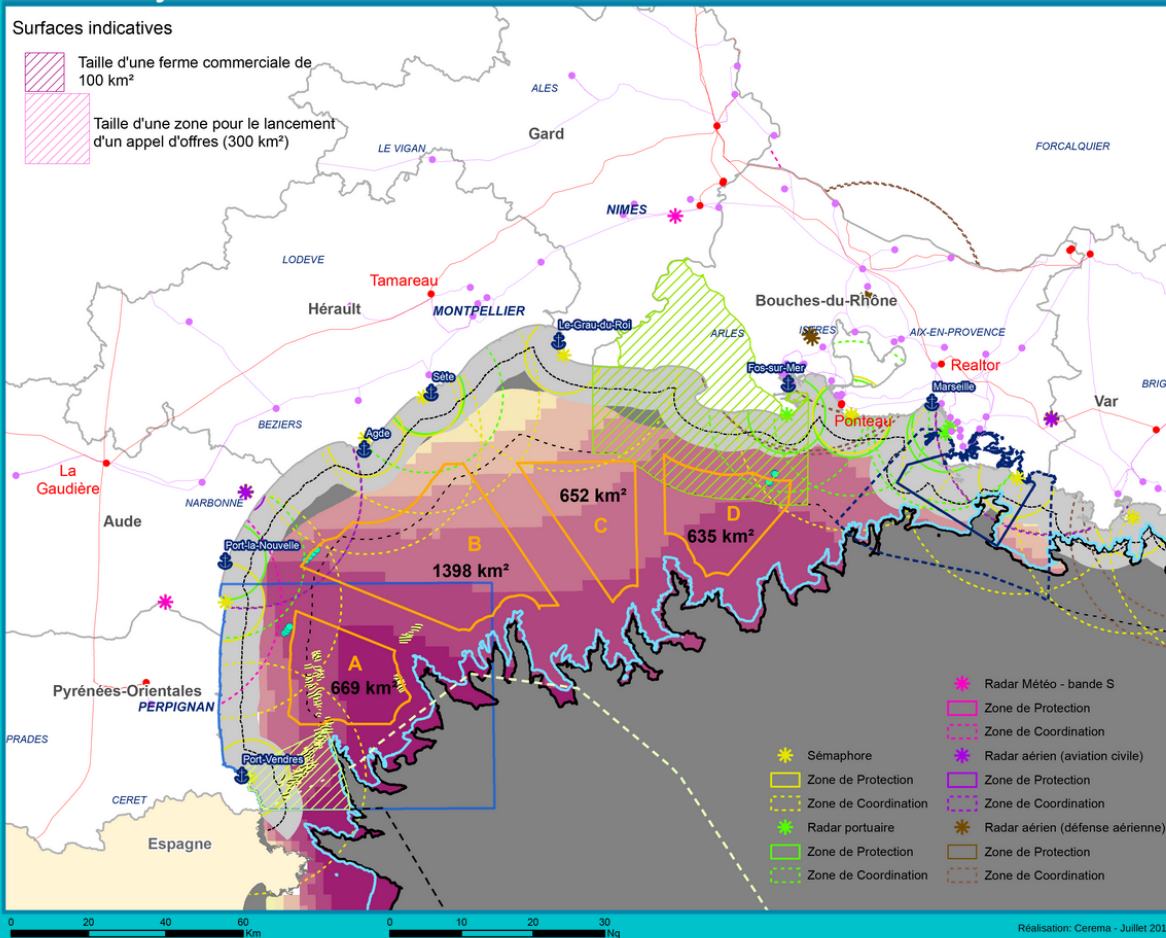 Surfaces indicatives
Taille d'une ferme commerciale de
100 km²
Taille d'une zone pour le lancement
d'un appel d'offres (300 km²)
ALES
Gard
LE VIGAN
FORCALQUIER
NIMES
LODEVE
Tamareau
Hérault
MONTPELLIER
Bouches-du-Rhône
Le-Grau-du-Roi
ARLES
ISTRES
AIX-EN-PROVENCE
Realtor
Fos-sur-Mer
Marseille
Sète
Ponteau
Var
BRIG
BEZIERS
Agde
La
Gaudière
NARBONNE
Aude
652 km²
C
D
635 km²
B
1398 km²
Port-la-Nouvelle
A
669 km²
Pyrénées-Orientales
PERPIGNAN
PRADES
Port-Vendres
CERET
Espagne
Sémaphore
Zone de Protection
Zone de Coordination
Radar portuaire
Zone de Protection
Zone de Coordination
Radar Météo - bande S
Zone de Protection
Zone de Coordination
Radar aérien (aviation civile)
Zone de Protection
Zone de Coordination
Radar aérien (défense aérienne)
Zone de Protection
Zone de Coordination
0 20 40 60
Km
0 10 20 30
Nq
Réalisation: Cerema - Juillet 201